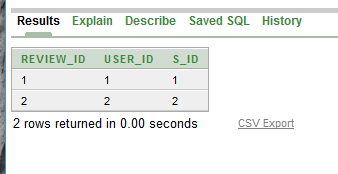 Results Explain Describe Saved SQL History
REVIEW_ID USER_ID S_ID
1 1 1
2 2 2
2 rows returned in 0.00 seconds CSV Export